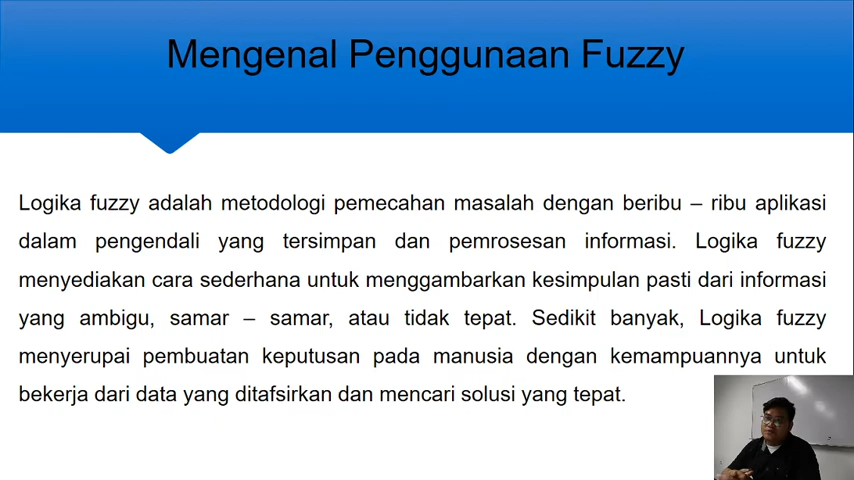 Mengenal Penggunaan Fuzzy
Logika fuzzy adalah metodologi pemecahan masalah dengan beribu – ribu aplikasi
dalam pengendali yang tersimpan dan pemrosesan informasi. Logika fuzzy
menyediakan cara sederhana untuk menggambarkan kesimpulan pasti dari informasi
yang ambigu, samar – samar, atau tidak tepat. Sedikit banyak, Logika fuzzy
menyerupai pembuatan keputusan pada manusia dengan kemampuannya untuk
bekerja dari data yang ditafsirkan dan mencari solusi yang tepat.